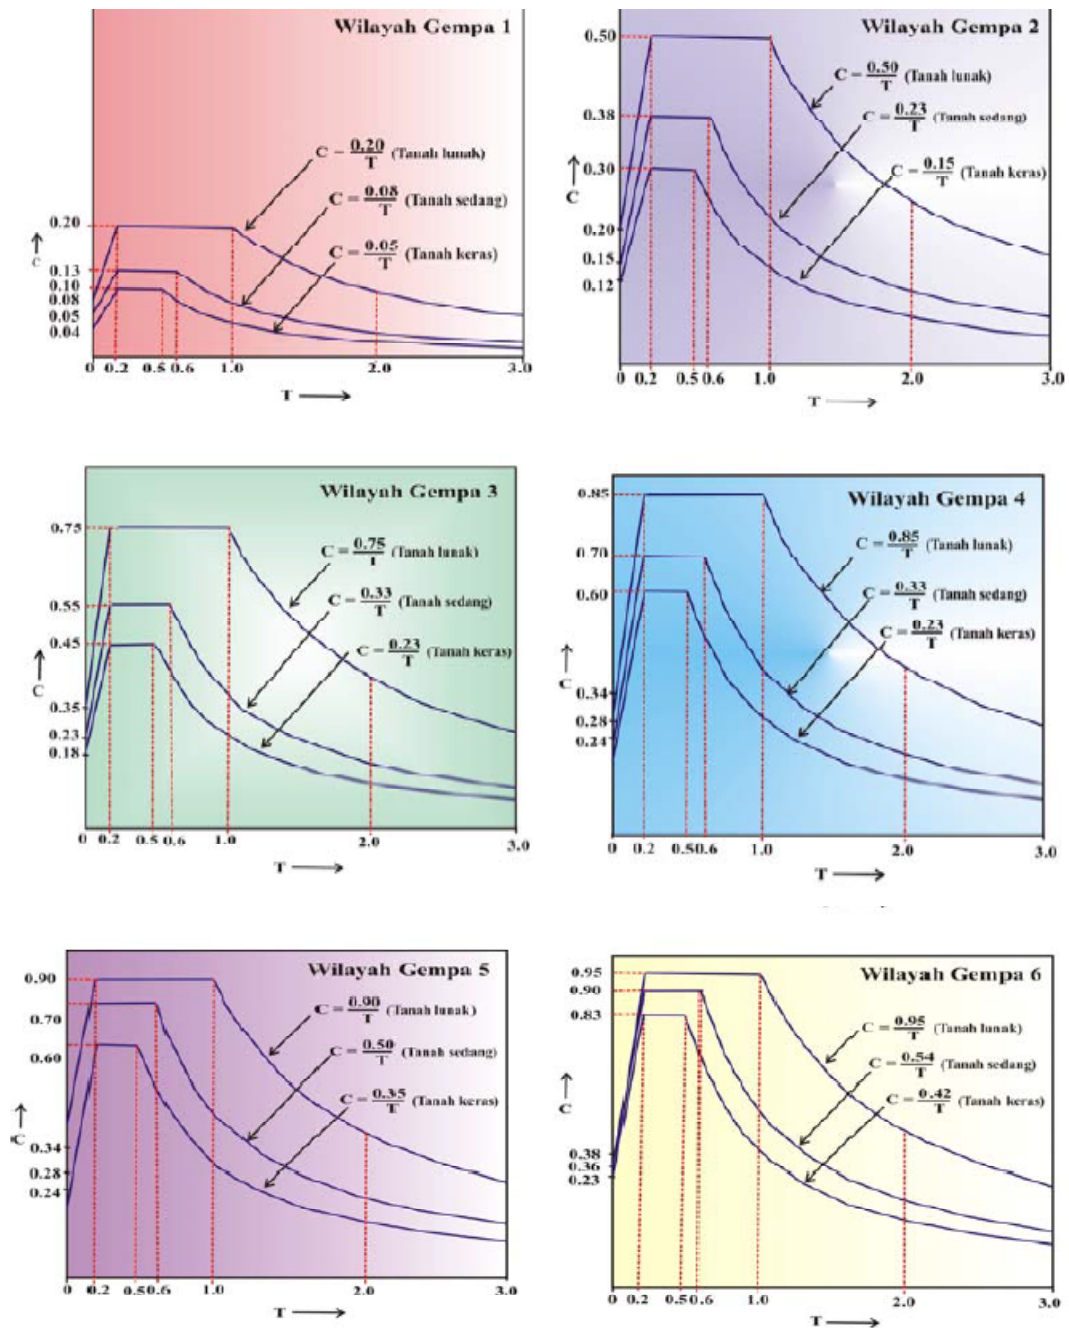 Wilayah Gempa 1
C = 0.20/T (Tanah lunak)
C = 0.08/T (Tanah sedang)
C = 0.05/T (Tanah keras)
0.20
C
0.13
0.10
0.08
0.05
0.04
0 0.2 0.5 0.6 1.0 2.0 3.0
T
Wilayah Gempa 2
0.50
C = 0.50/T (Tanah lunak)
0.38
C = 0.23/T (Tanah sedang)
0.30
C = 0.15/T (Tanah keras)
C
0.20
0.15
0.12
0 0.2 0.5 0.6 1.0 2.0 3.0
T
Wilayah Gempa 3
0.75
C = 0.75/T (Tanah lunak)
0.55
C = 0.33/T (Tanah sedang)
0.45
C = 0.23/T (Tanah keras)
C
0.35
0.23
0.18
0 0.2 0.5 0.6 1.0 2.0 3.0
T
Wilayah Gempa 4
0.85
C = 0.85/T (Tanah lunak)
0.70
0.60
C = 0.33/T (Tanah sedang)
C = 0.23/T (Tanah keras)
C
0.34
0.28
0.24
0 0.2 0.5 0.6 1.0 2.0 3.0
T
Wilayah Gempa 5
0.90
C = 0.90/T (Tanah lunak)
0.70
C = 0.50/T (Tanah sedang)
0.60
C = 0.35/T (Tanah keras)
C
0.34
0.28
0.24
0 0.2 0.5 0.6 1.0 2.0 3.0
T
Wilayah Gempa 6
0.95
0.90
0.83
C = 0.95/T (Tanah lunak)
C = 0.54/T (Tanah sedang)
C = 0.42/T (Tanah keras)
C
0.38
0.36
0.23
0 0.2 0.5 0.6 1.0 2.0 3.0
T